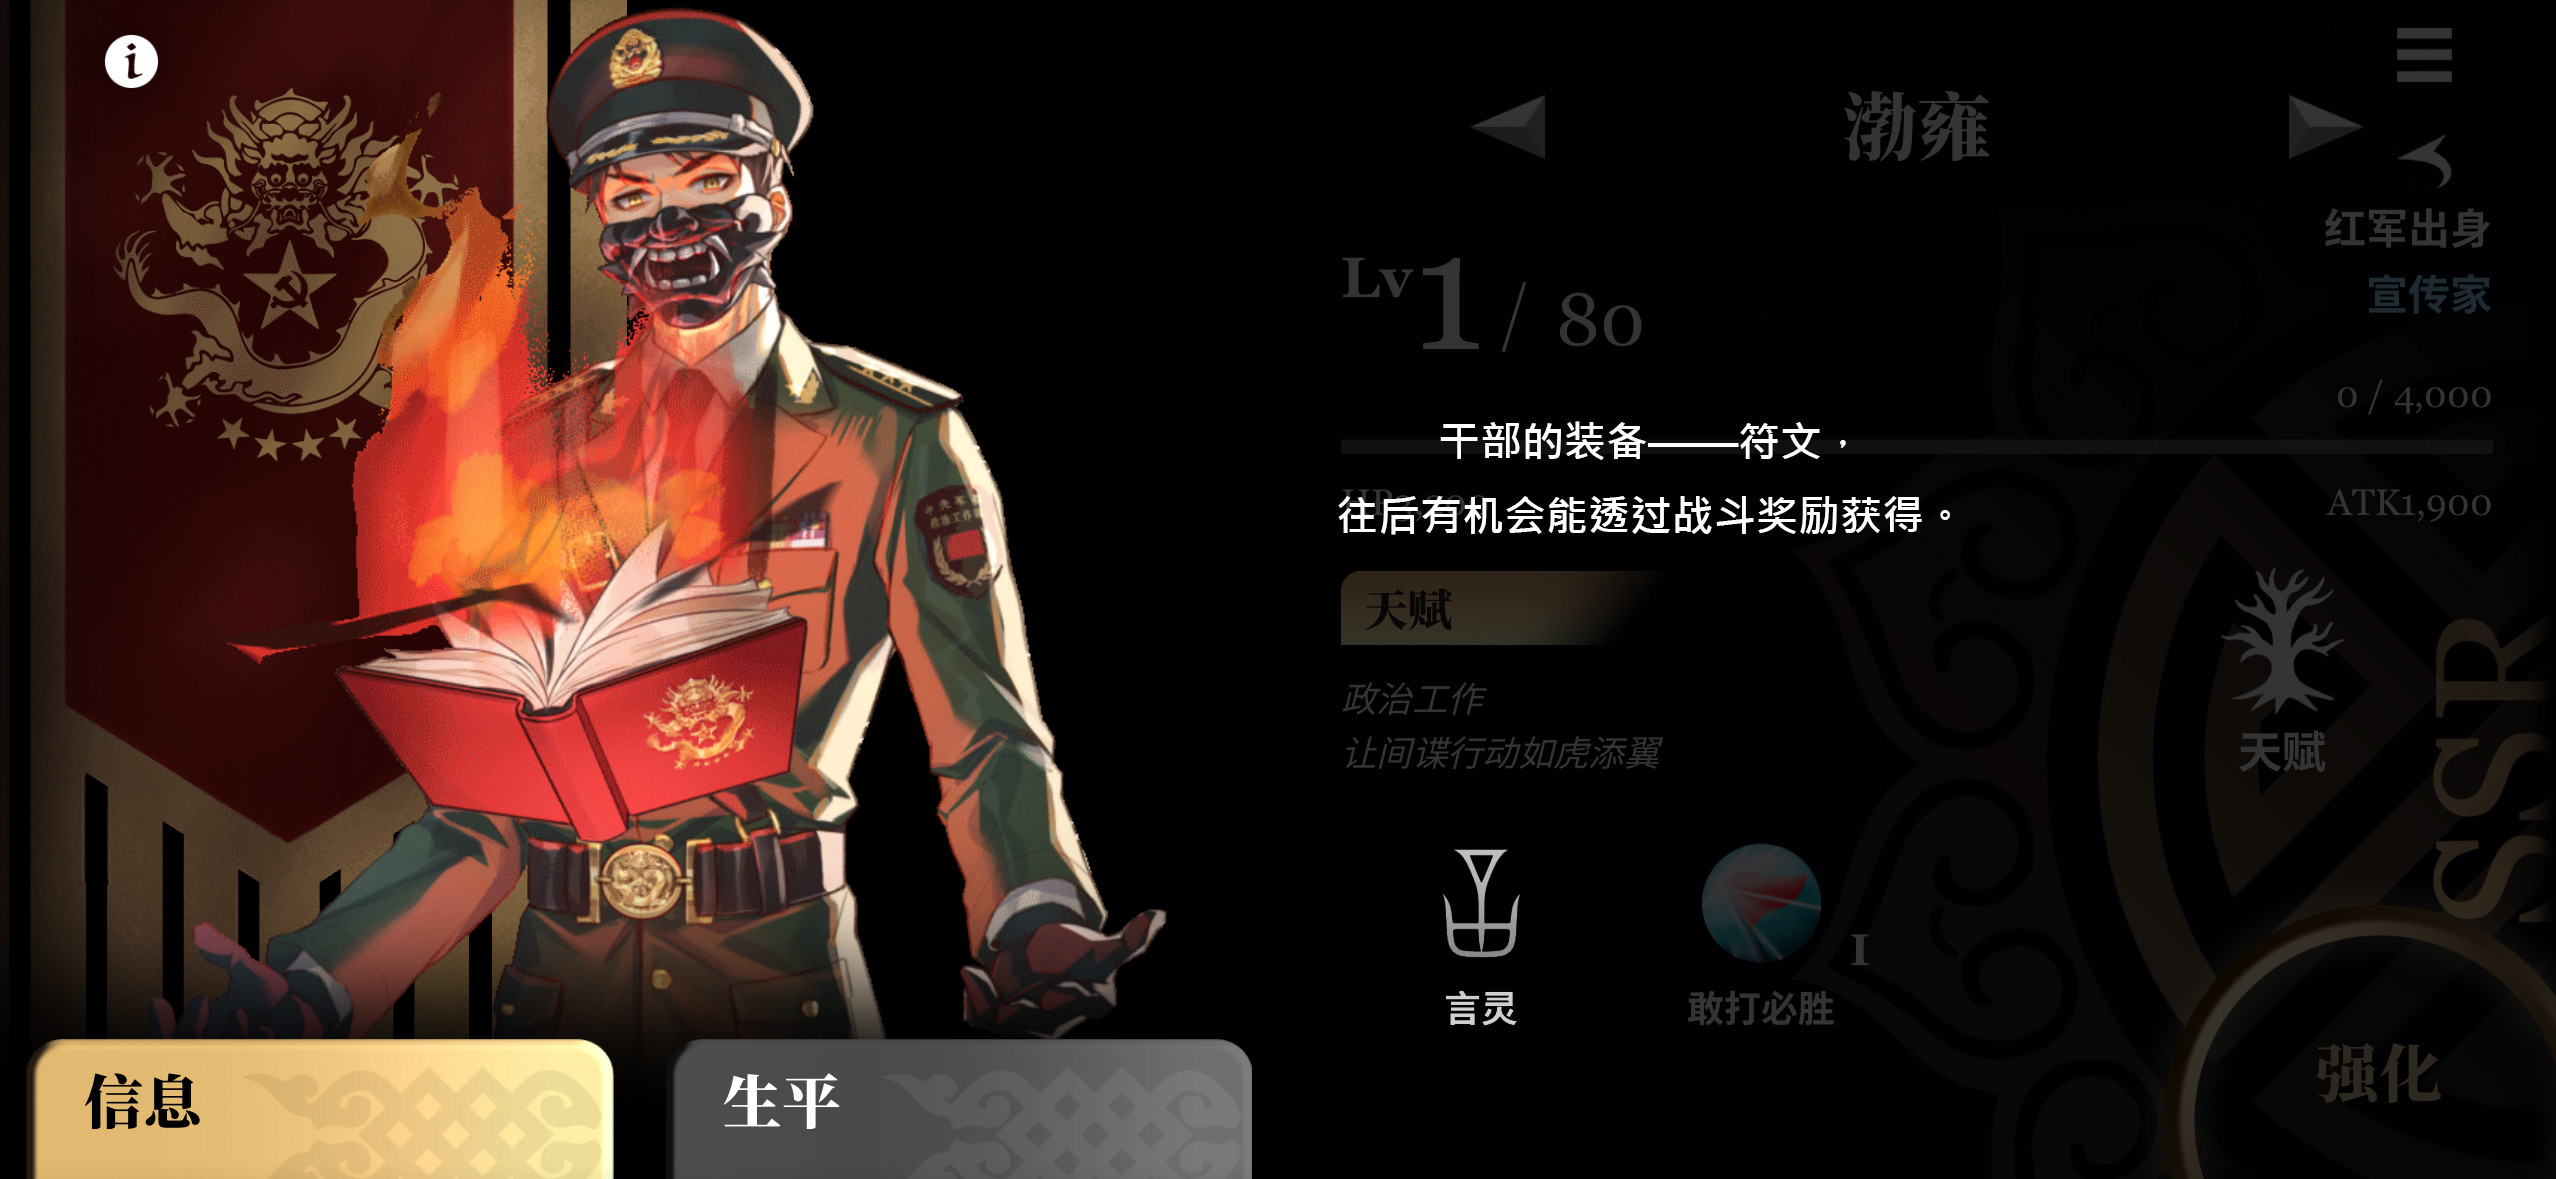 i
渤雍
Lv1 / 80
红军出身
宣传家
0 / 4,000
干部的装备——符文，
ATK1,900
往后有机会能透过战斗奖励获得。
天赋
政治工作
让间谍行动如虎添翼
天赋
SSR
言灵
敢打必胜
I
强化
信息
生平